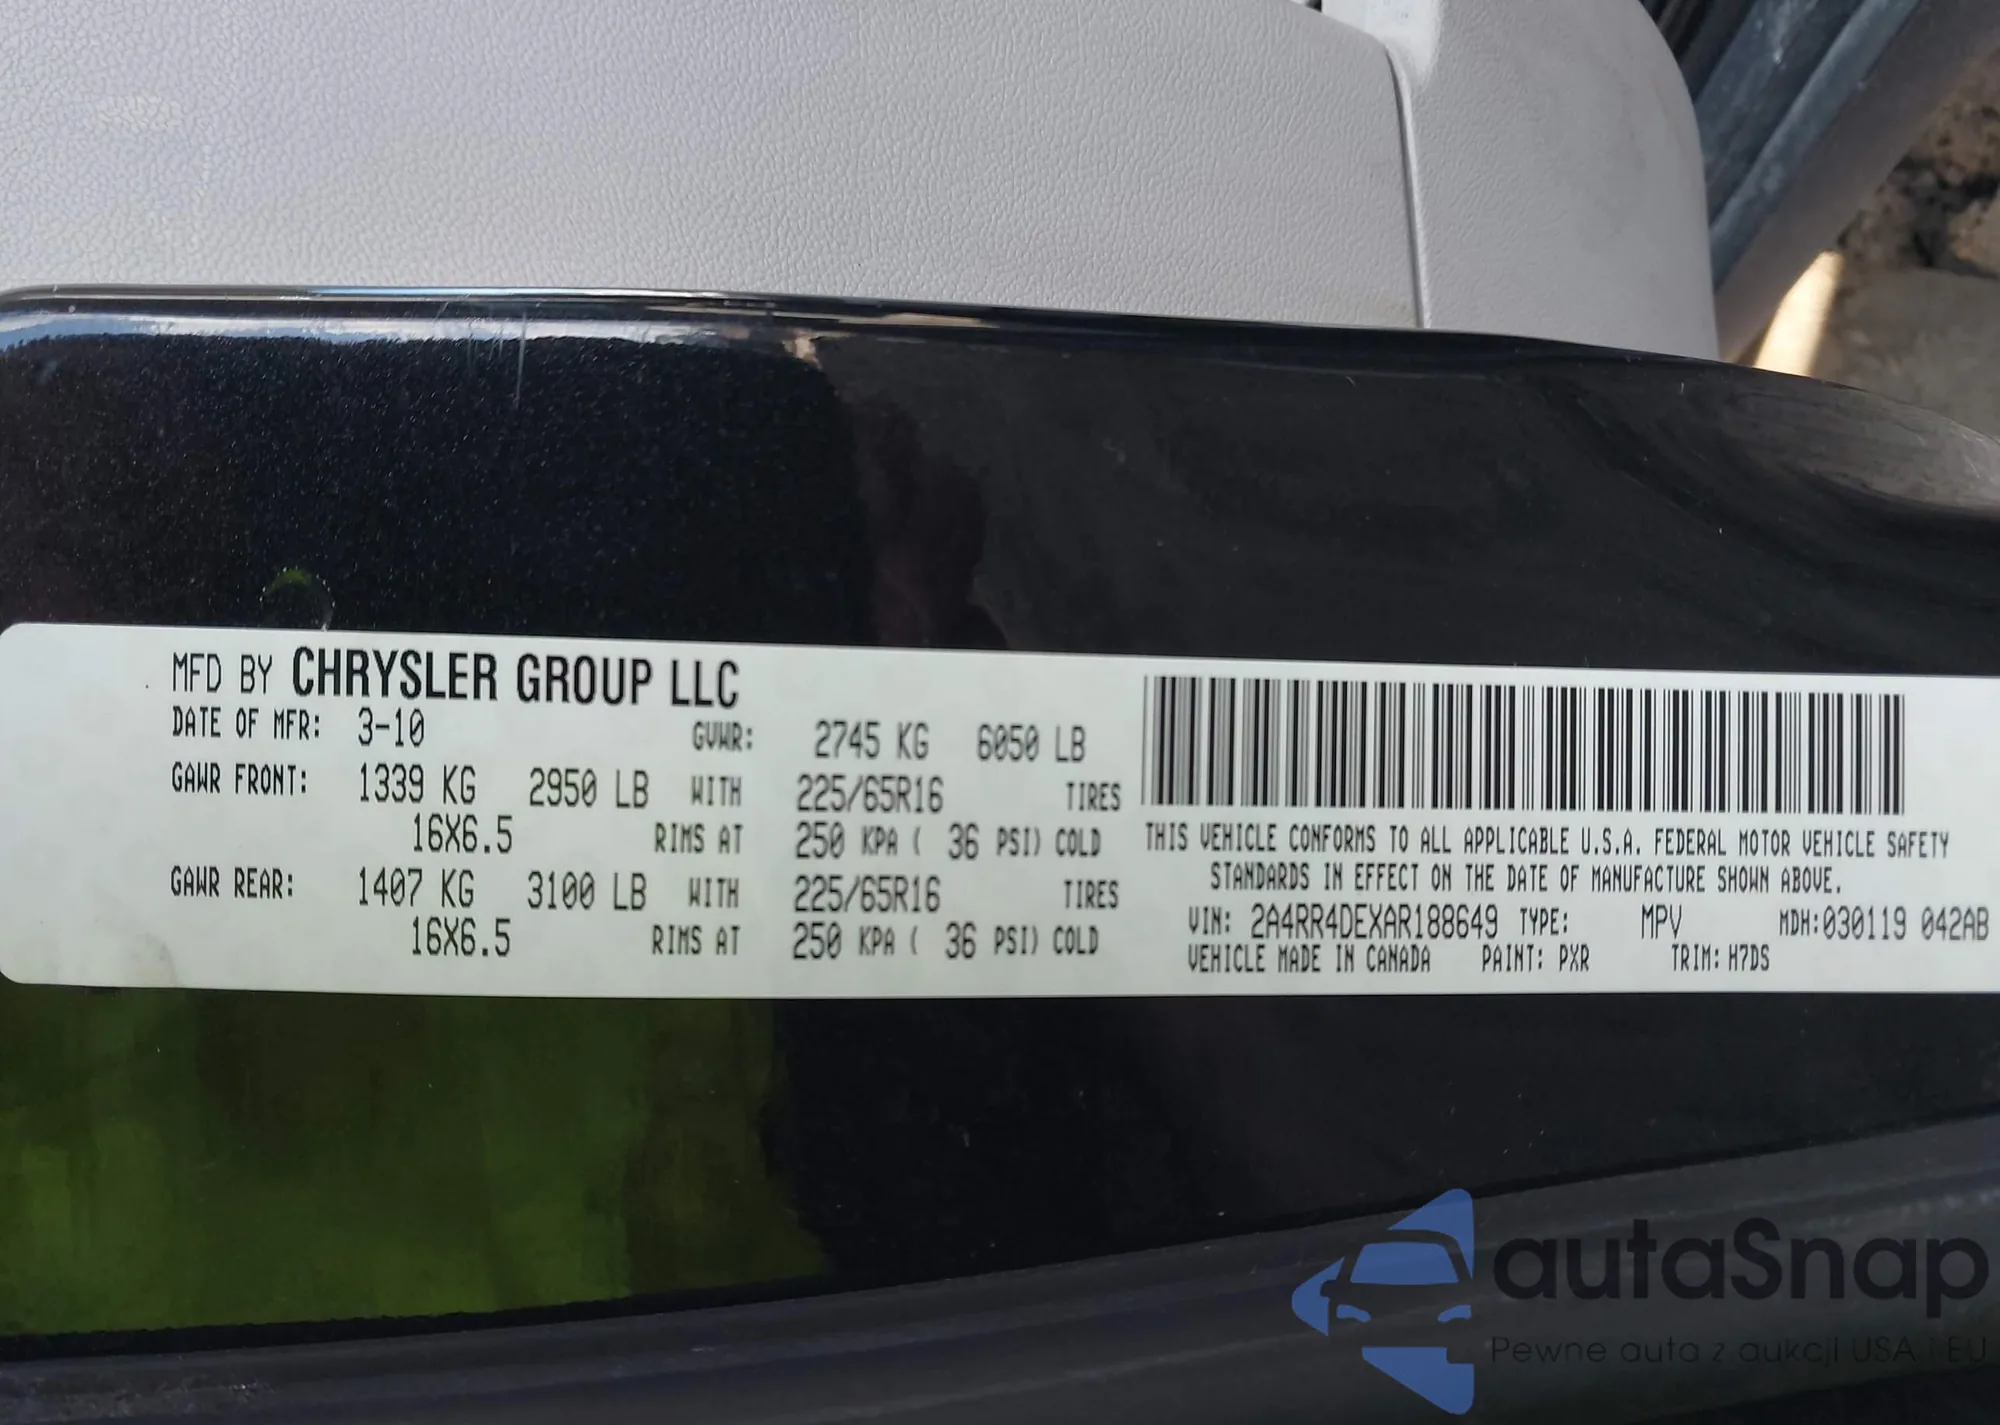 MFD BY CHRYSLER GROUP LLC
DATE OF MFR: 3-10 GVWR: 2745 KG 6050 LB
GAWR FRONT: 1339 KG 2950 LB WITH 225/65R16 TIRES
16X6.5 RIMS AT 250 KPA ( 36 PSI) COLD
GAWR REAR: 1407 KG 3100 LB WITH 225/65R16 TIRES
16X6.5 RIMS AT 250 KPA ( 36 PSI) COLD
THIS VEHICLE CONFORMS TO ALL APPLICABLE U.S.A. FEDERAL MOTOR VEHICLE SAFETY
STANDARDS IN EFFECT ON THE DATE OF MANUFACTURE SHOWN ABOVE.
VIN: 2A4RR4DEXAR188649 TYPE: MPV MDH:030119 042AB
VEHICLE MADE IN CANADA PAINT: PXR TRIM: H7DS
autaSnap
Pewne auta z aukcji USA i EU